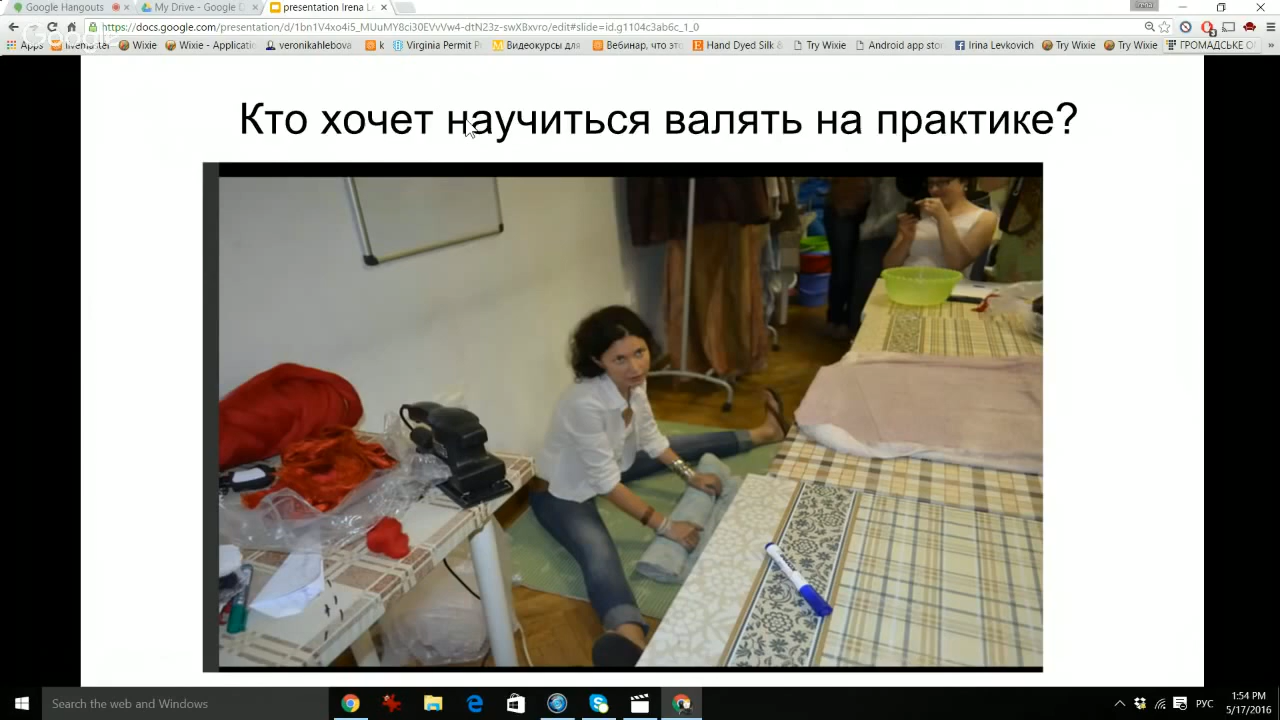 Google Hangouts
My Drive - Google D
presentation Irena L
Irena
https://docs.google.com/presentation/d/1bn1V4xo4i5_MUuMY8ci30EVvVw4-dtN23z-swXBxvro/edit#slide=id.g1104c3ab6c_1_0
Google
Apps
Wixie
Wixie - Applicatio
veronikahlebova
k
Virginia Permit P
Видеокурсы для
Вебинар, что это
Hand Dyed Silk &
Try Wixie
Android app stor
Irina Levkovich
Try Wixie
Try Wixie
ГРОМАДСЬКЕ ОЛ
Кто хочет научиться валять на практике?
Search the web and Windows
РУС
1:54 PM
5/17/2016